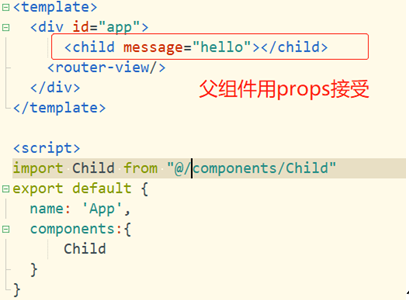 <template>
<div id="app">
<child message="hello"></child>
<router-view/>
</div>
父组件用props接受
</template>
<script>
import Child from "@/components/Child"
export default {
name: 'App',
components:{
Child
}
}